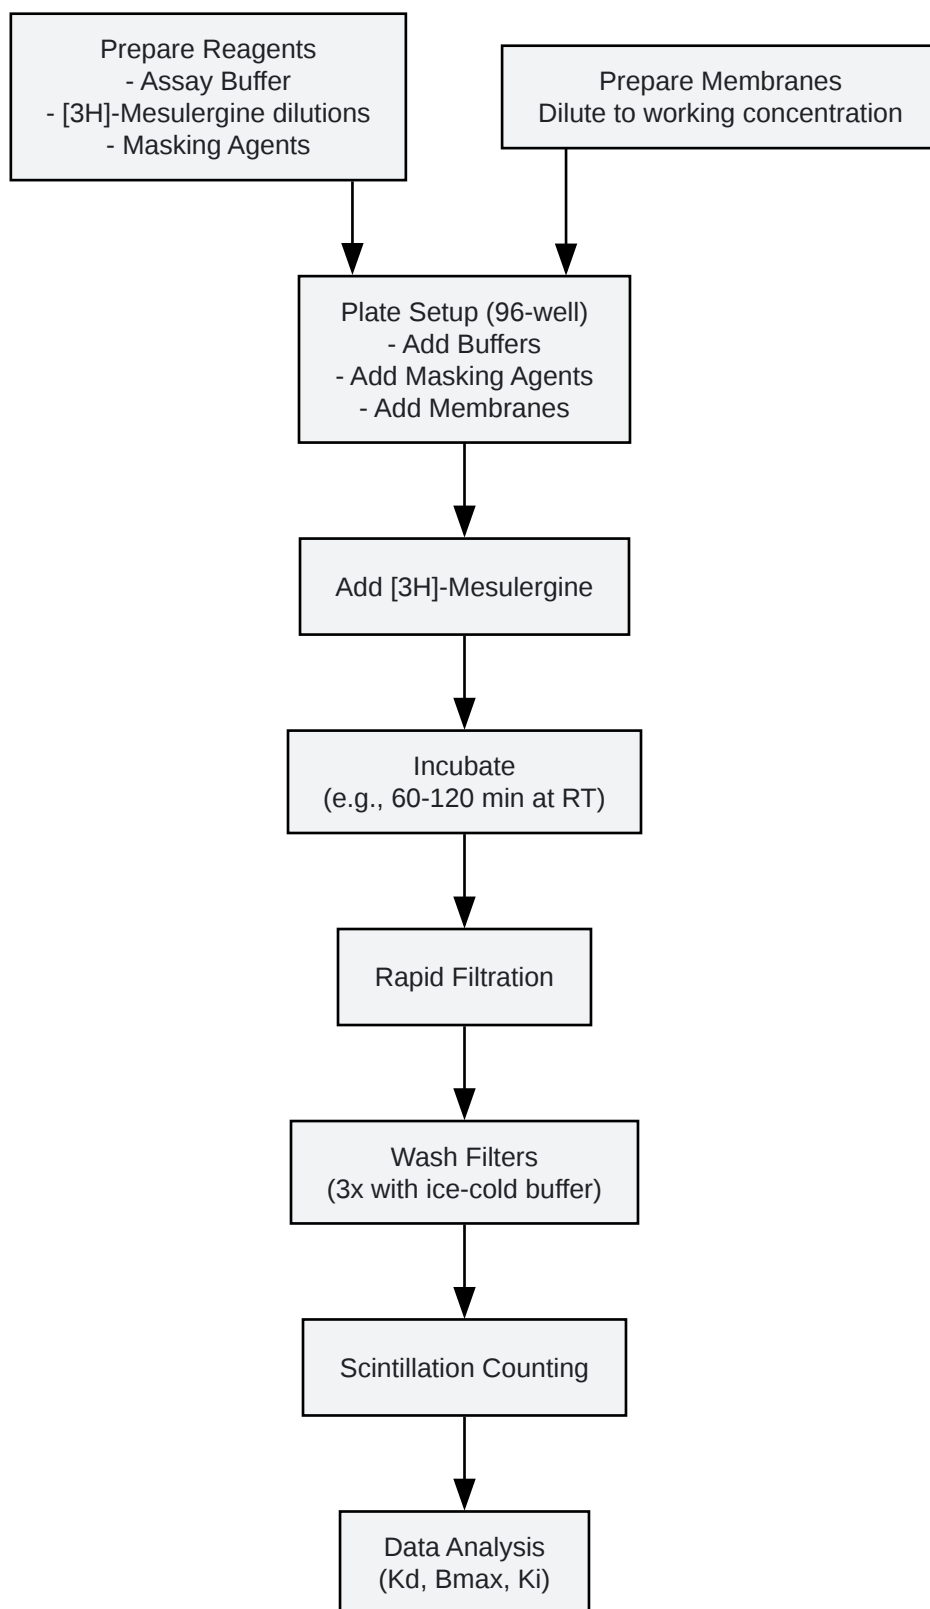 Prepare Reagents
- Assay Buffer
- [3H]-Mesulergine dilutions
- Masking Agents
Prepare Membranes
Dilute to working concentration
Plate Setup (96-well)
- Add Buffers
- Add Masking Agents
- Add Membranes
Add [3H]-Mesulergine
Incubate
(e.g., 60-120 min at RT)
Rapid Filtration
Wash Filters
(3x with ice-cold buffer)
Scintillation Counting
Data Analysis
(Kd, Bmax, Ki)